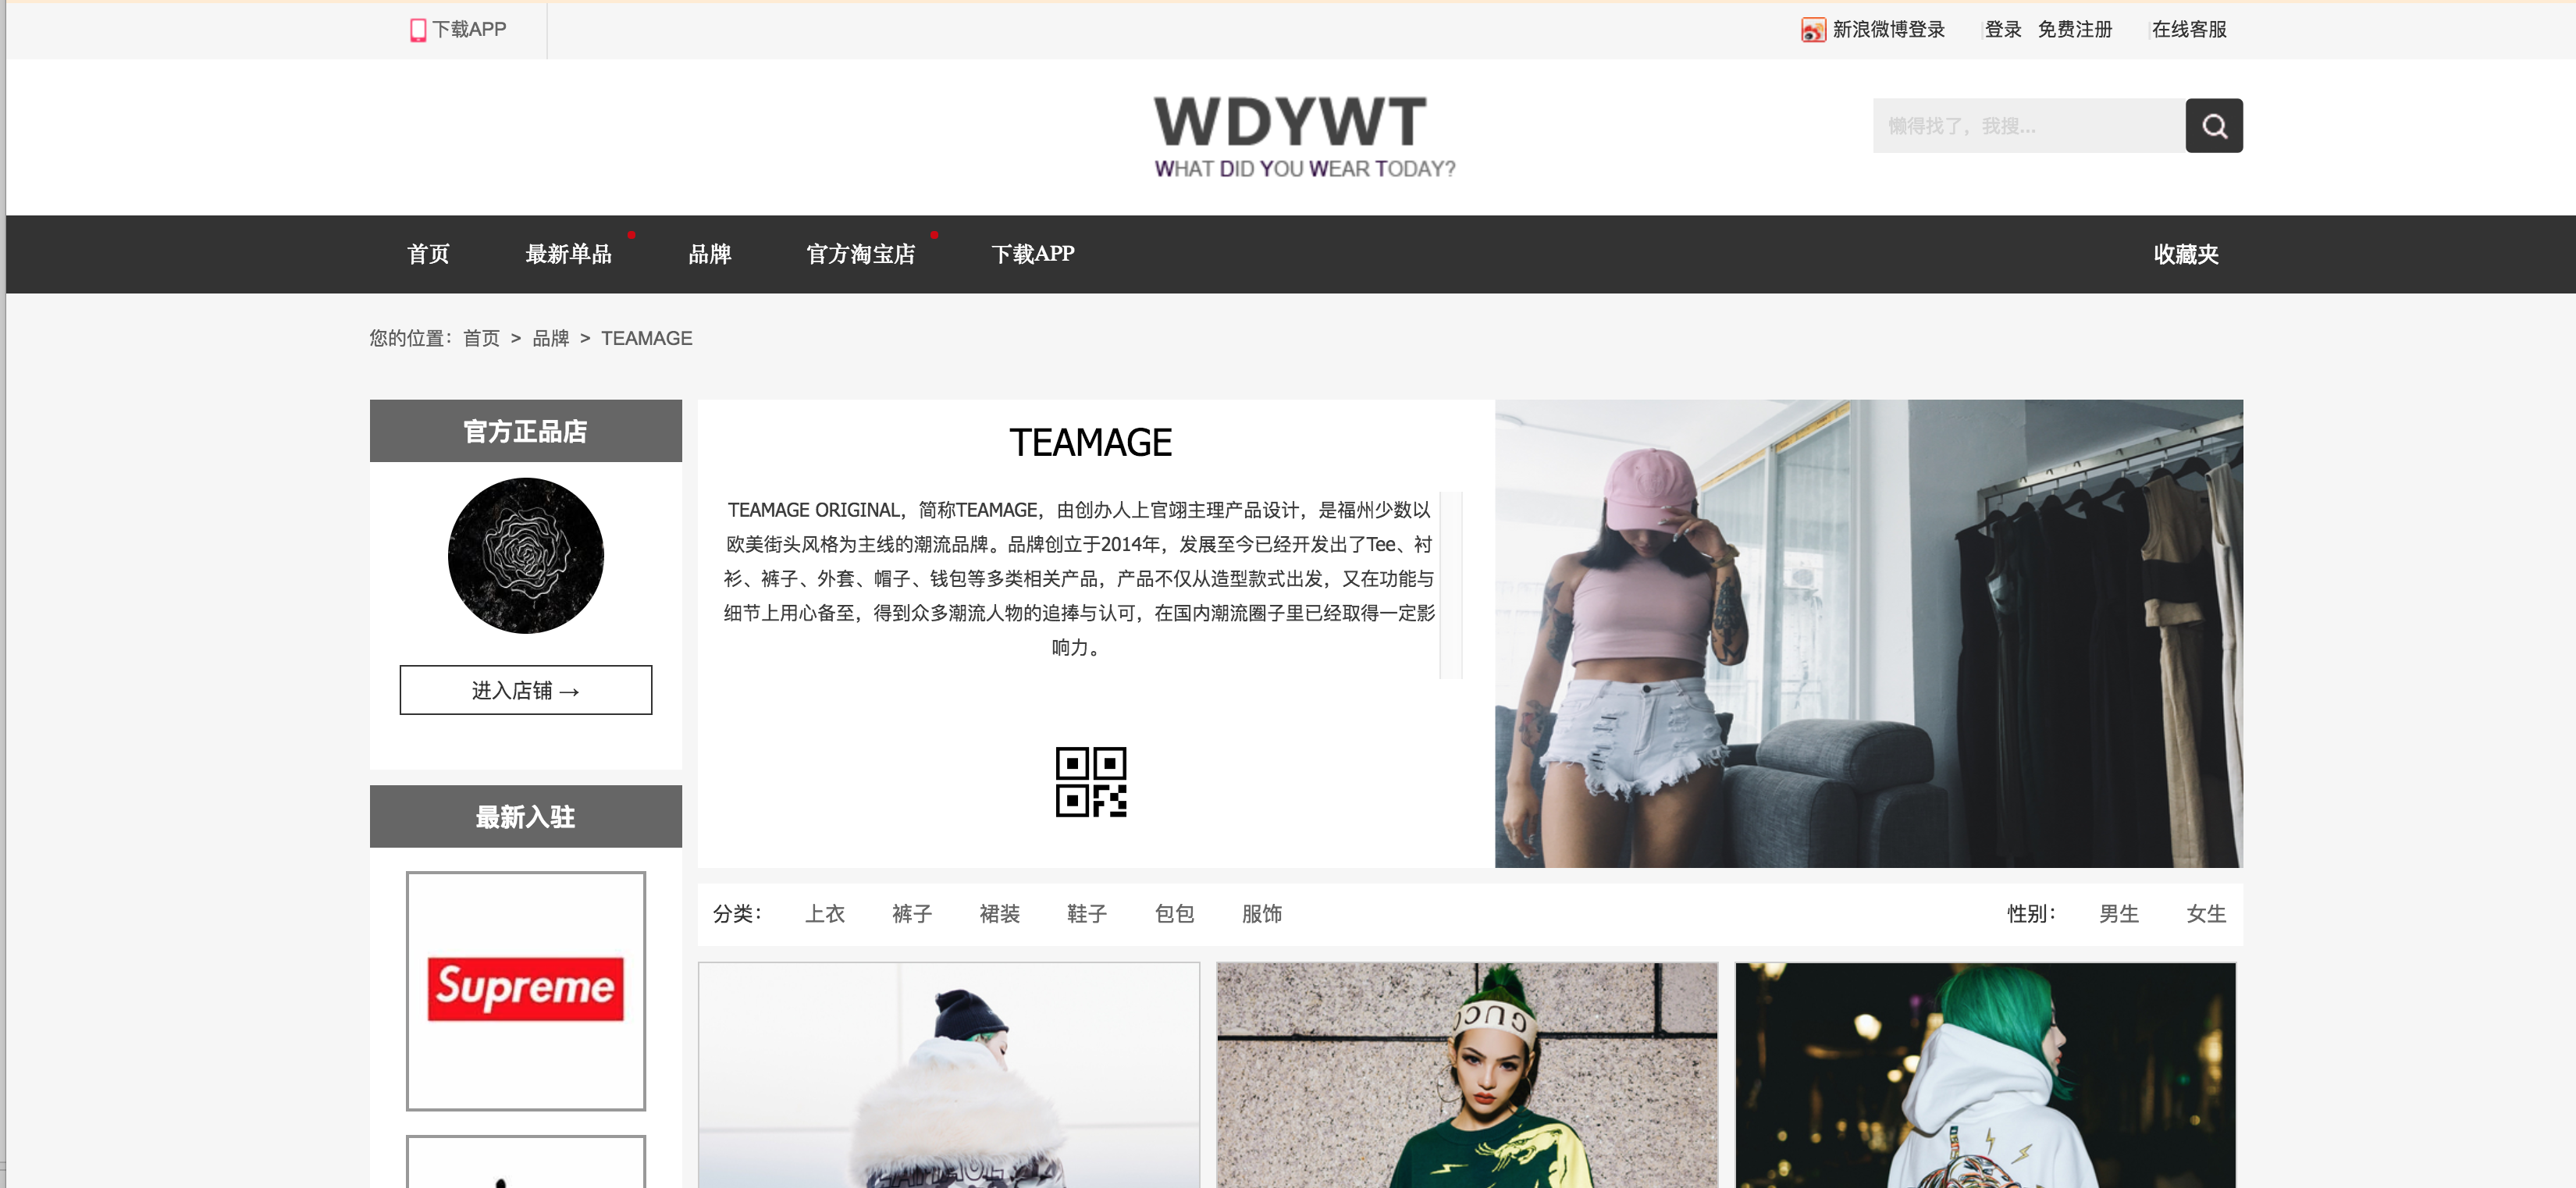 下载APP
新浪微博登录 登录 免费注册 在线客服
WDYWT
WHAT DID YOU WEAR TODAY?
懒得找了，我搜...
首页 最新单品 品牌 官方淘宝店 下载APP 收藏夹
您的位置：首页 > 品牌 > TEAMAGE
官方正品店
进入店铺 →
TEAMAGE
TEAMAGE ORIGINAL，简称TEAMAGE，由创办人上官翊主理产品设计，是福州少数以
欧美街头风格为主线的潮流品牌。品牌创立于2014年，发展至今已经开发出了Tee、衬
衫、裤子、外套、帽子、钱包等多类相关产品，产品不仅从造型款式出发，又在功能与
细节上用心备至，得到众多潮流人物的追捧与认可，在国内潮流圈子里已经取得一定影
响力。
最新入驻
Supreme
分类： 上衣 裤子 裙装 鞋子 包包 服饰 性别： 男生 女生
GUCCI